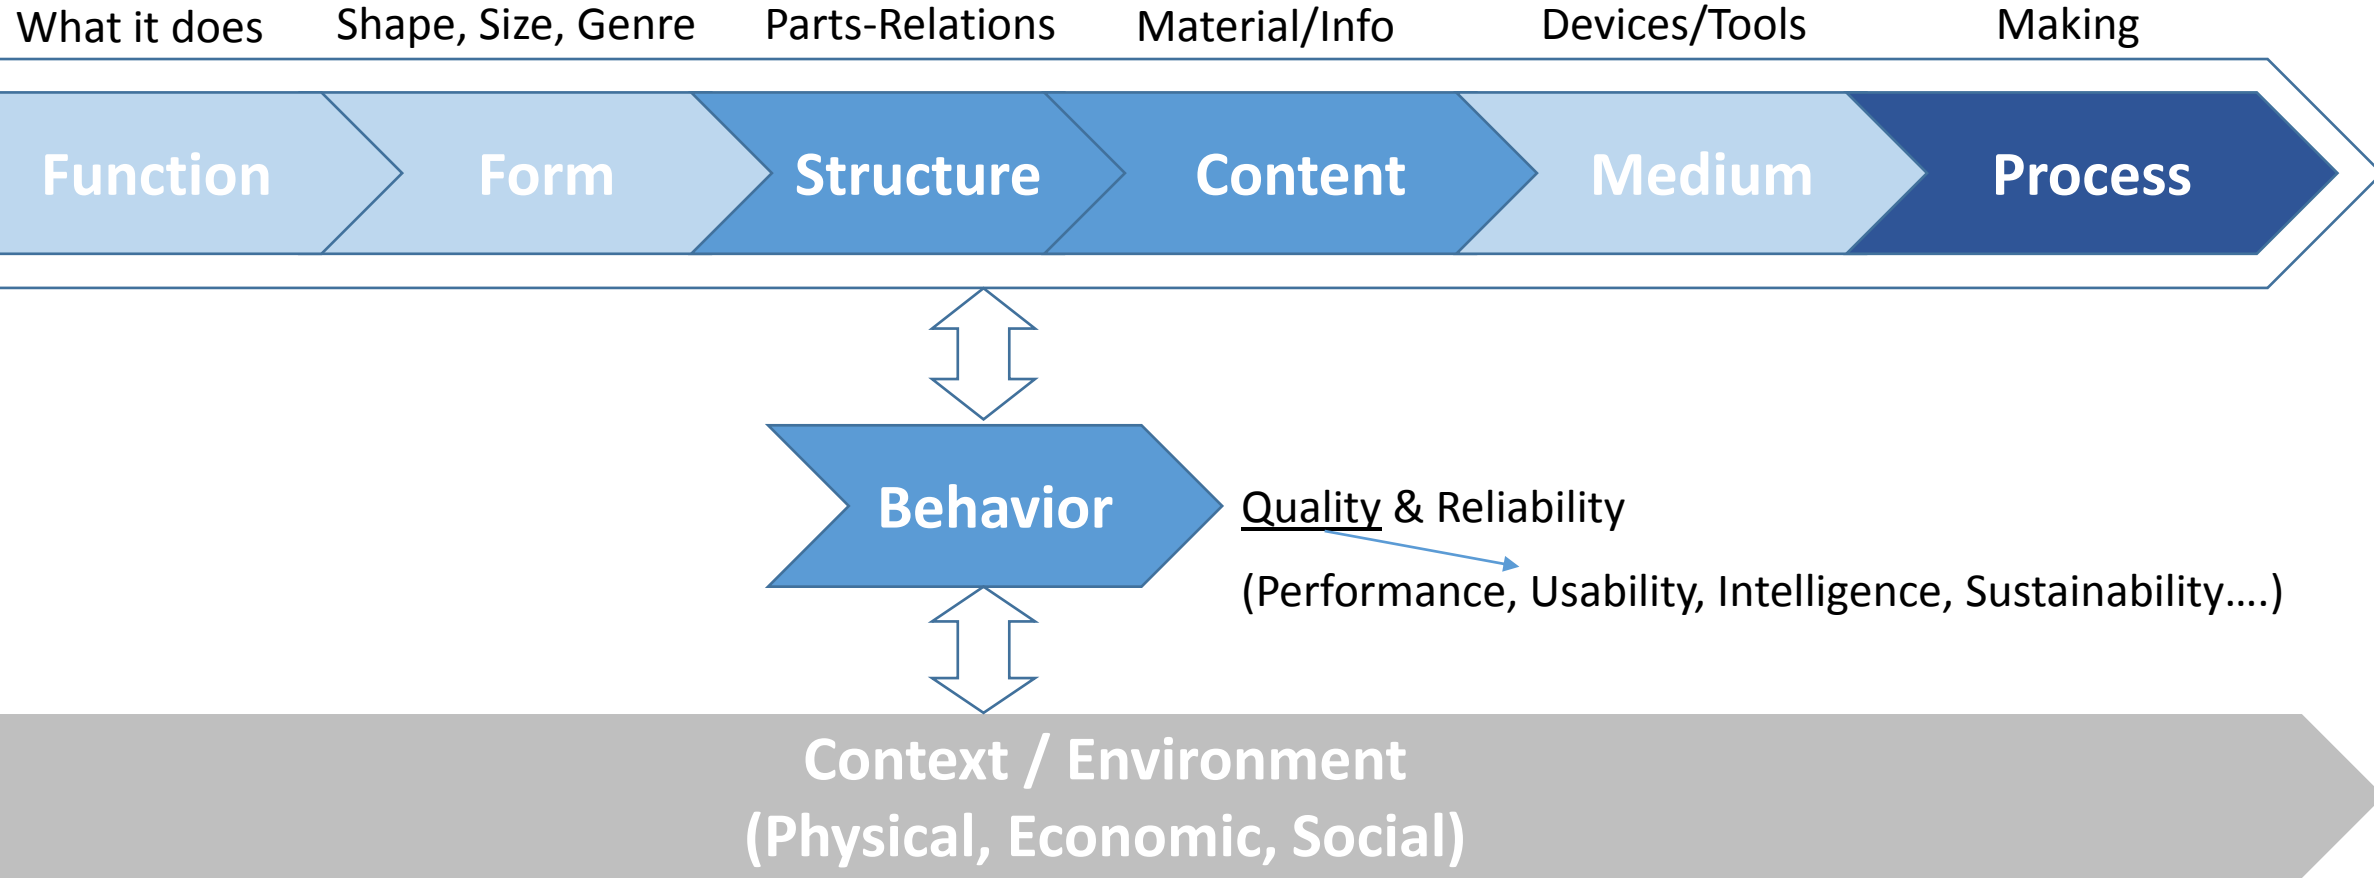 What it does Shape, Size, Genre Parts-Relations Material/Info Devices/Tools Making
Function Form Structure Content Medium Process
Behavior
Quality & Reliability
(Performance, Usability, Intelligence, Sustainability....)
Context / Environment
(Physical, Economic, Social)